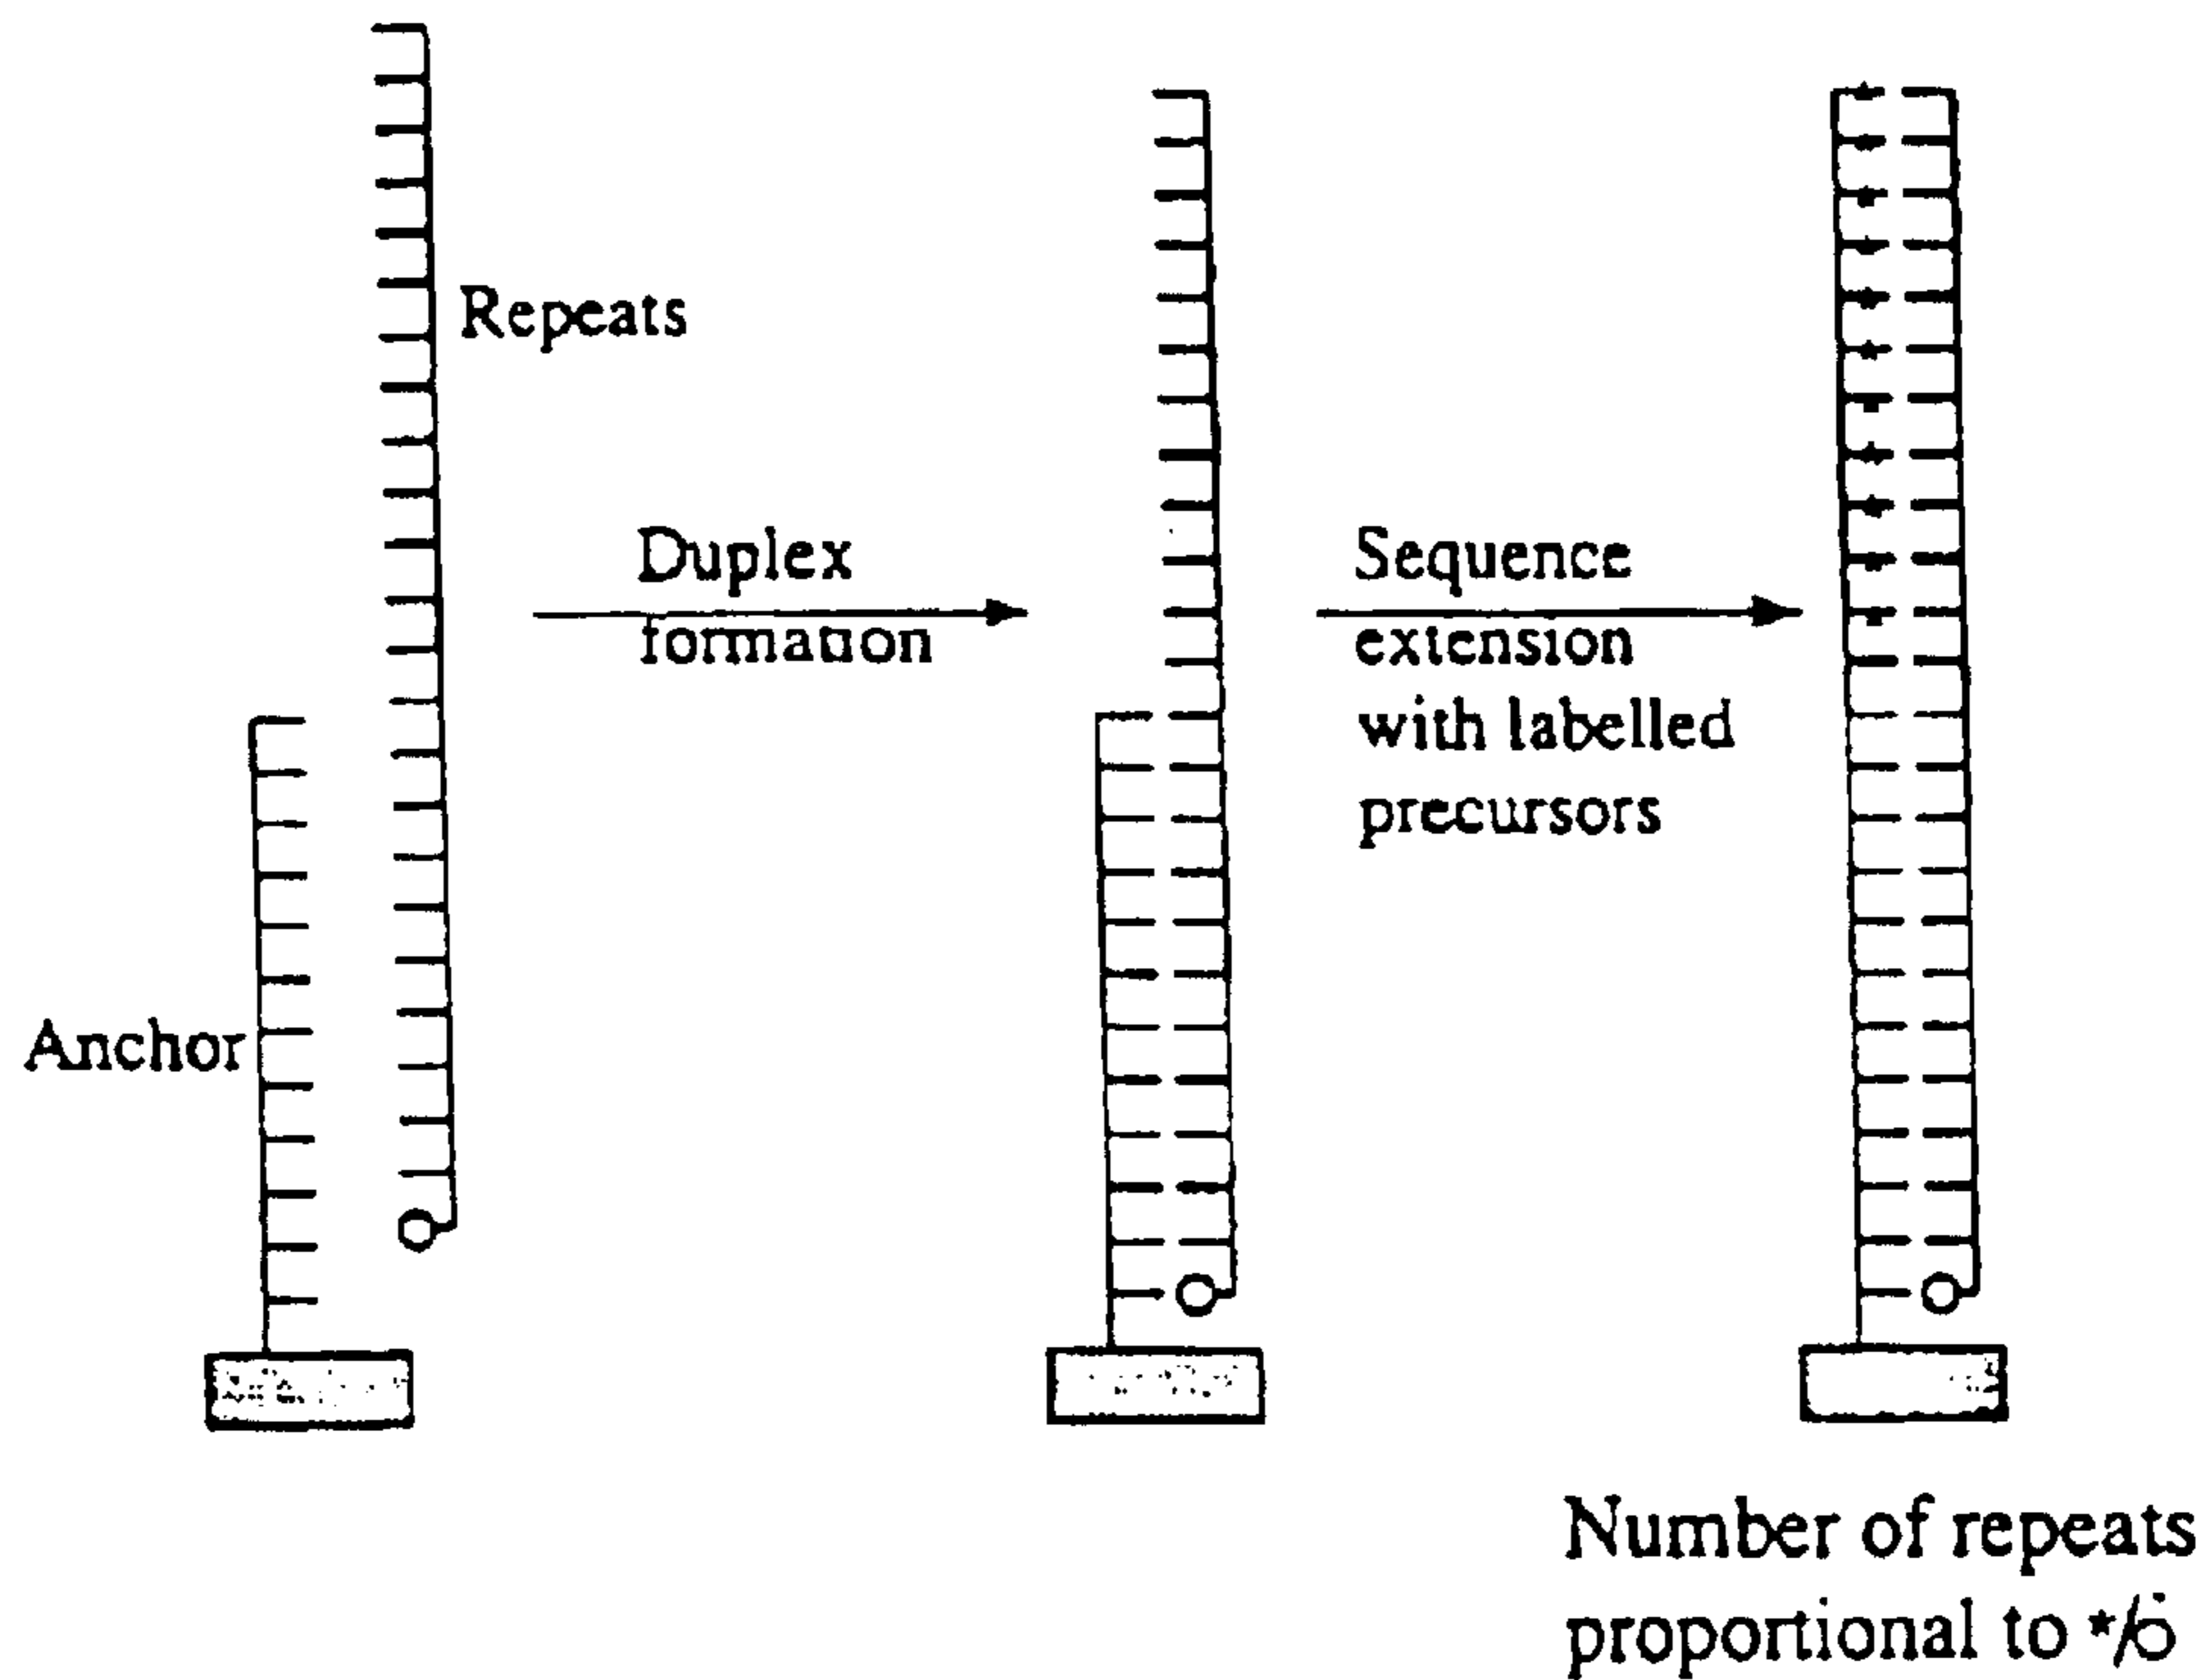 Repeats
Anchor
Duplex
formation
Sequence
extension
with labelled
precursors
Number of repeats
proportional to */o